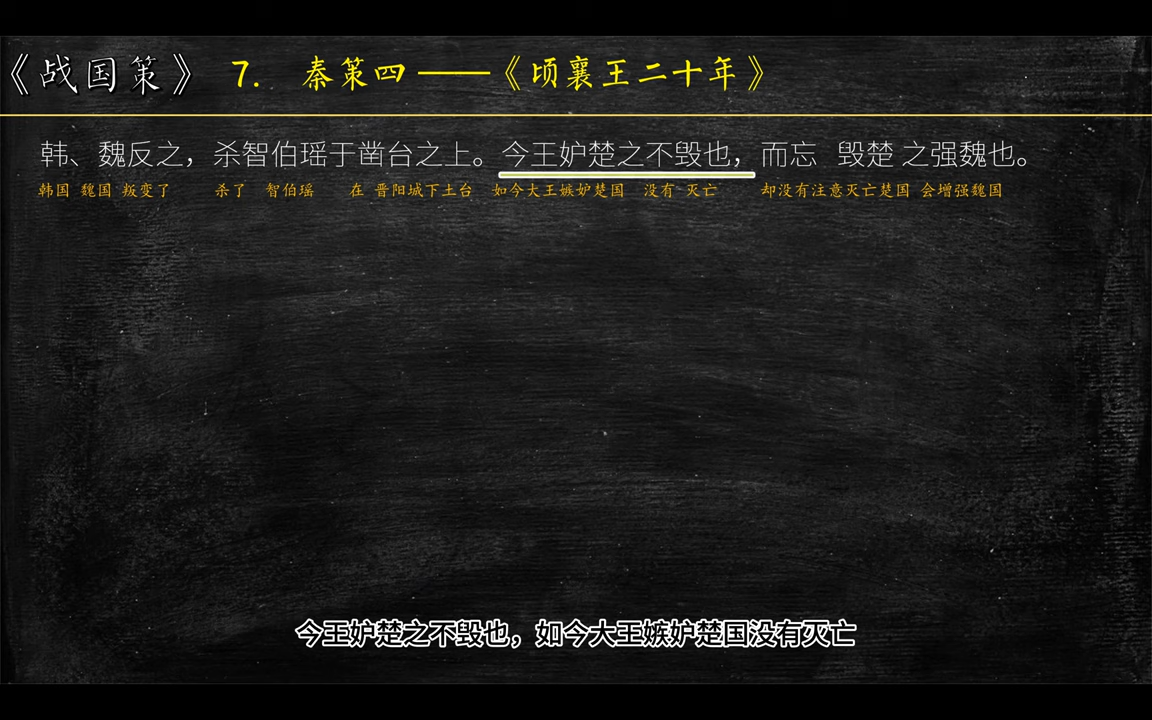 《战国策》 7. 秦策四 ——《顷襄王二十年》
韩、魏反之，杀智伯瑶于凿台之上。今王妒楚之不毁也，而忘 毁楚 之强魏也。
韩国 魏国 叛变了 杀了 智伯瑶 在 晋阳城下土台 如今大王嫉妒楚国 没有 灭亡 却没有注意灭亡楚国 会增强魏国
今王妒楚之不毁也，如今大王嫉妒楚国没有灭亡